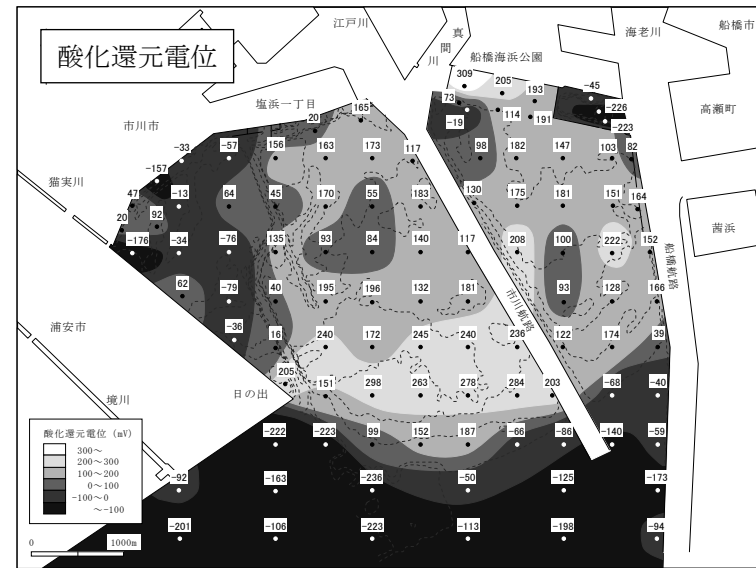 酸化還元電位
江戸川
真間川
船橋海浜公園
海老川
船橋市
高瀬町
塩浜一丁目
市川市
猫実川
茜浜
船橋航路
市川航路
浦安市
日の出
境川
309 205 193 -45
73 -19 114 191 -226 -223
20 165
-33 -57 156 163 173 117 98 182 147 103 82
-157
47 -13 64 45 170 55 183 130 175 181 151 164
20 92
-176 -34 -76 135 93 84 140 117 208 100 222 152
62 -79 40 195 196 132 181 93 128 166
-36 16 240 172 245 240 236 122 174 39
205 151 298 263 278 284 203 -68 -40
-222 -223 99 152 187 -66 -86 -140 -59
-92 -163 -236 -50 -125 -173
-201 -106 -223 -113 -198 -94
酸化還元電位 (mV)
300～
200～300
100～200
0～100
-100～0
～-100
0 1000m